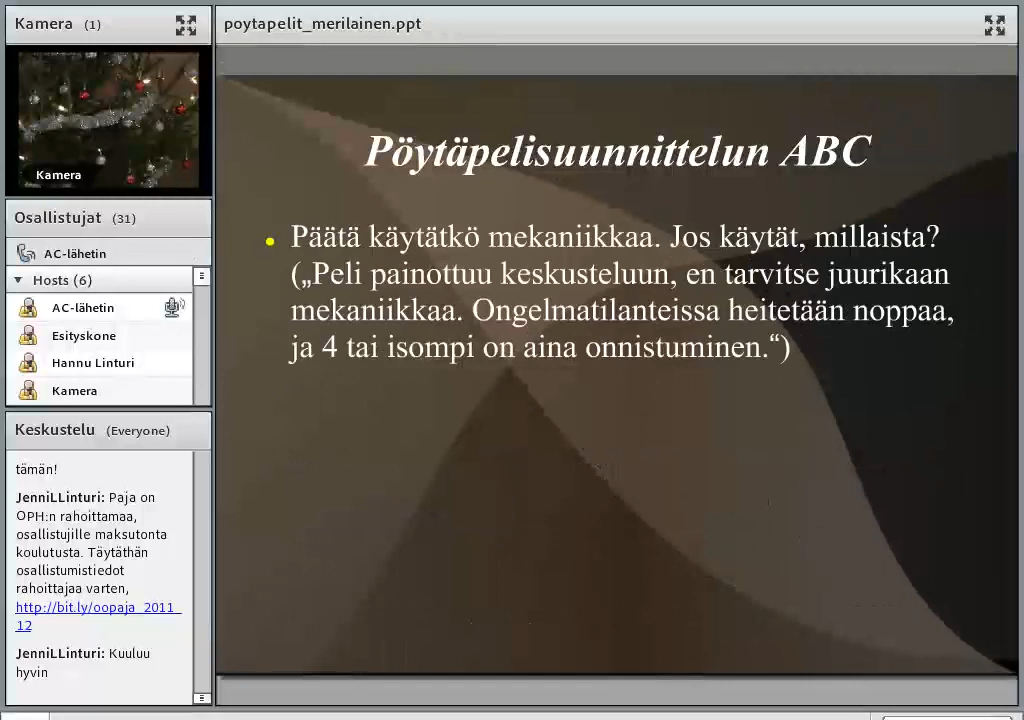 Kamera (1)
Kamera
Osallistujat (31)
AC-lähetin
Hosts (6)
AC-lähetin
Esityskone
Hannu Linturi
Kamera
Keskustelu (Everyone)
tämän!
JenniLLinturi: Paja on
OPH:n rahoittamaa,
osallistujille maksutonta
koulutusta. Täytäthän
osallistumistiedot
rahoittajaa varten,
http://bit.ly/oopaja_2011_
12
JenniLLinturi: Kuuluu
hyvin
poytapelit_merilainen.ppt
Pöytäpelisuunnittelun ABC
Päätä käytätkö mekaniikkaa. Jos käytät, millaista?
(„Peli painottuu keskusteluun, en tarvitse juurikaan
mekaniikkaa. Ongelmatilanteissa heitetään noppaa,
ja 4 tai isompi on aina onnistuminen.“)